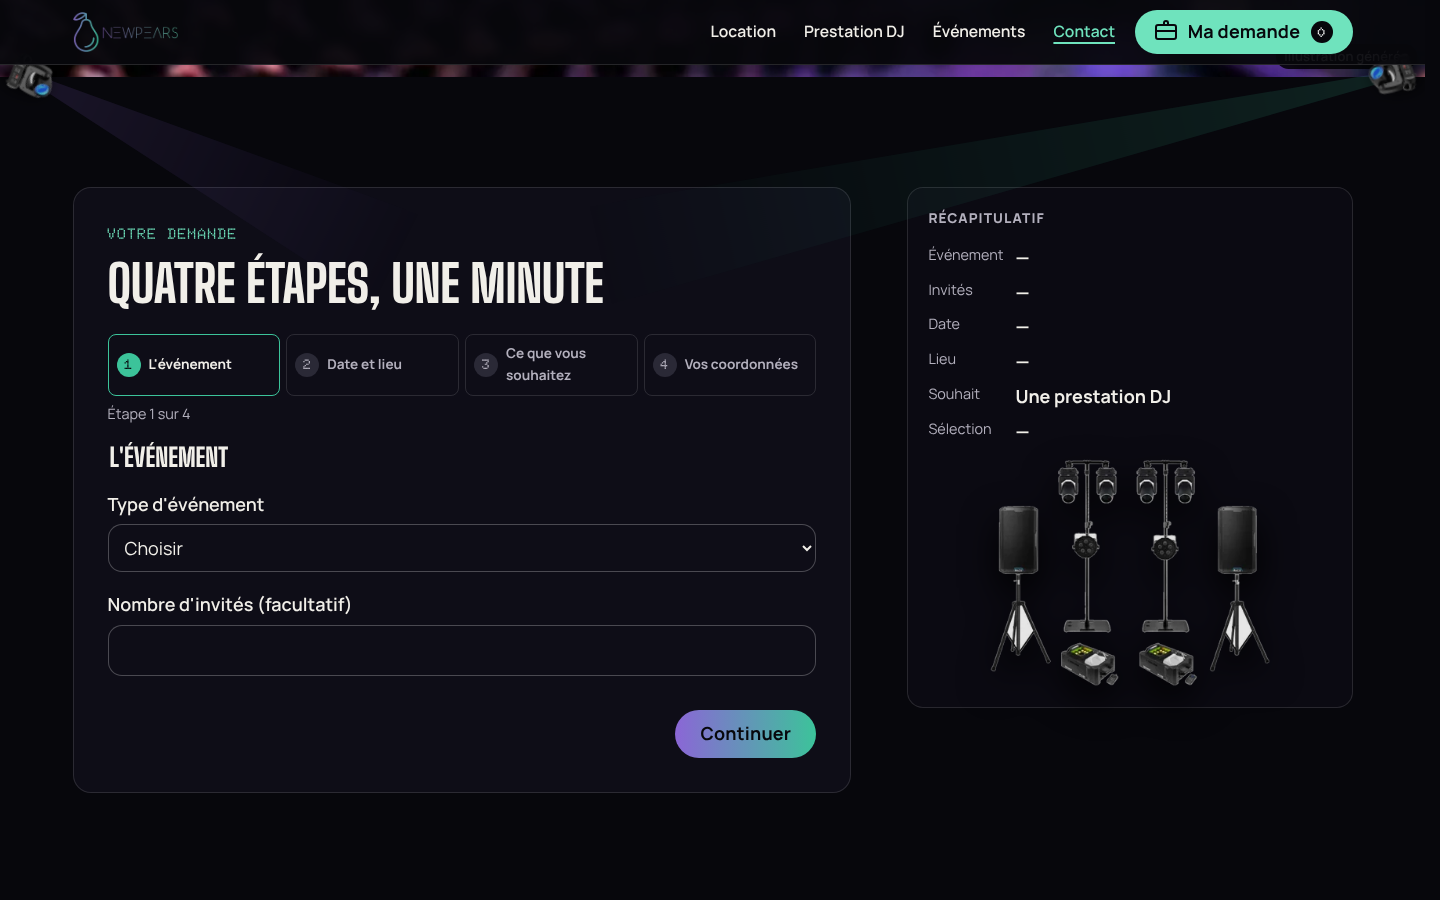 NEWPEARS
Location
Prestation DJ
Événements
Contact
Ma demande
0
VOTRE DEMANDE
QUATRE ÉTAPES, UNE MINUTE
1 L'événement
2 Date et lieu
3 Ce que vous
souhaitez
4 Vos coordonnées
Étape 1 sur 4
L'ÉVÉNEMENT
Type d'événement
Choisir
Nombre d'invités (facultatif)
Continuer
RÉCAPITULATIF
Événement —
Invités —
Date —
Lieu —
Souhait Une prestation DJ
Sélection —